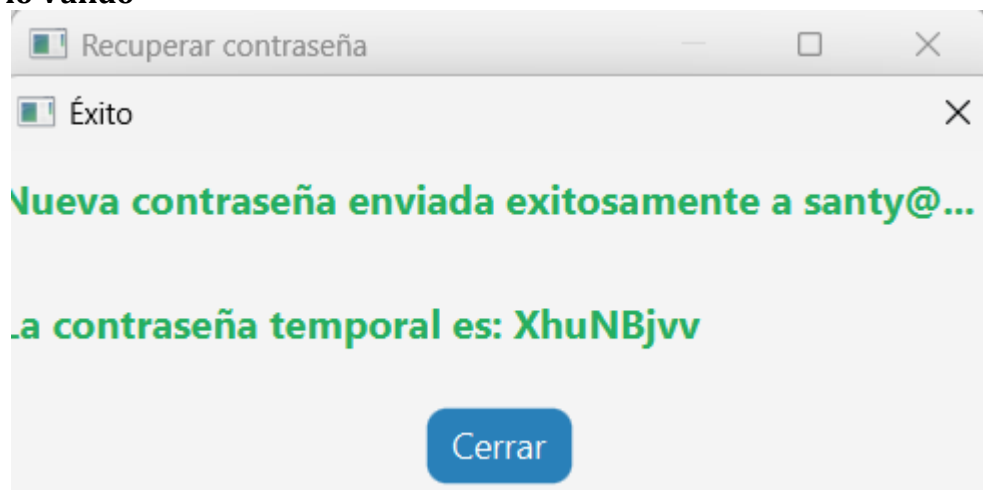 Recuperar contraseña
Éxito
Nueva contraseña enviada exitosamente a santy@...
La contraseña temporal es: XhuNBjvv
Cerrar